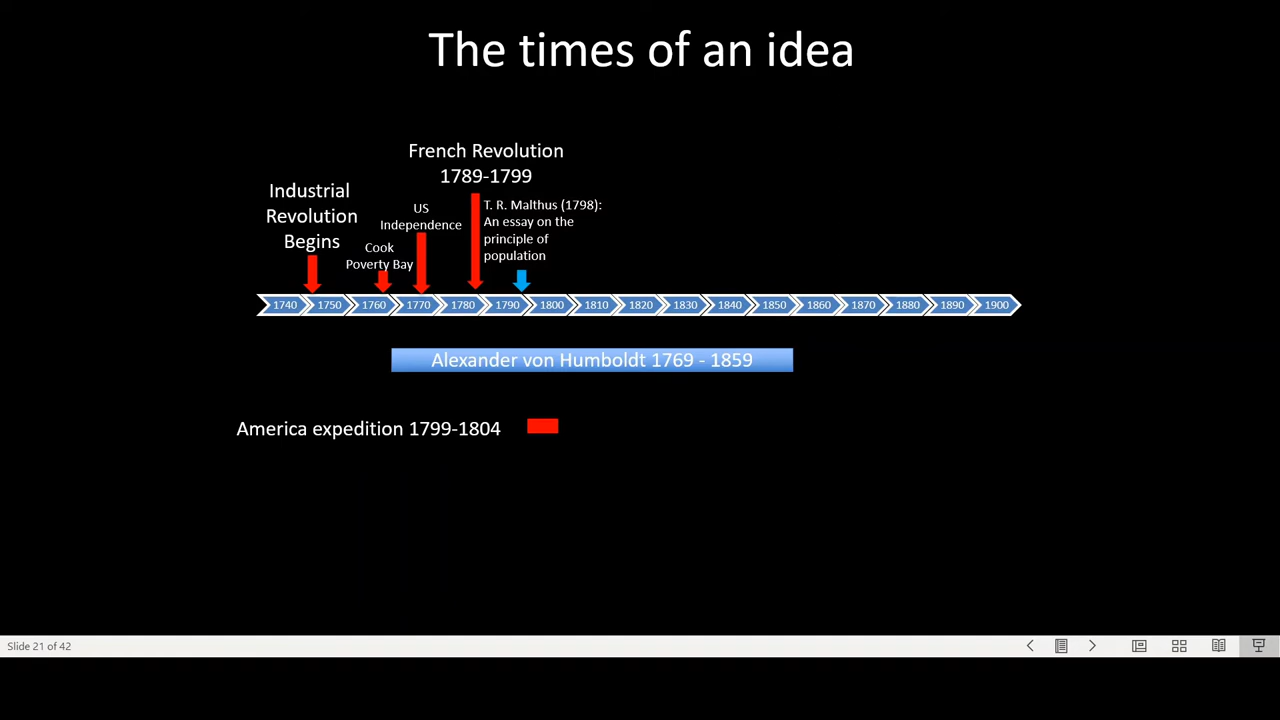 The times of an idea
French Revolution
1789-1799
Industrial
Revolution
Begins
US
Independence
Cook
Poverty Bay
T. R. Malthus (1798):
An essay on the
principle of
population
1740 1750 1760 1770 1780 1790 1800 1810 1820 1830 1840 1850 1860 1870 1880 1890 1900
Alexander von Humboldt 1769 - 1859
America expedition 1799-1804
Slide 21 of 42